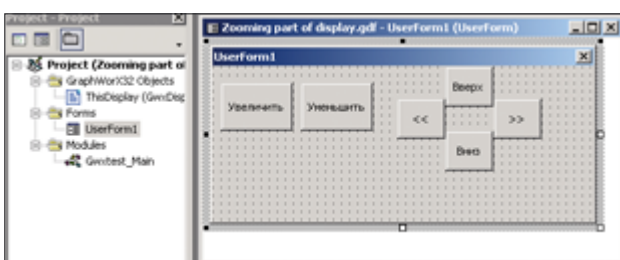 Project - Project
Project (Zooming part of
GraphWorX32 Objects
ThisDisplay (GwxDisp
Forms
UserForm1
Modules
Gwxtest_Main
Zooming part of display.gdf - UserForm1 (UserForm)
UserForm1
Увеличить
Уменьшить
Вверх
<<
>>
Вниз